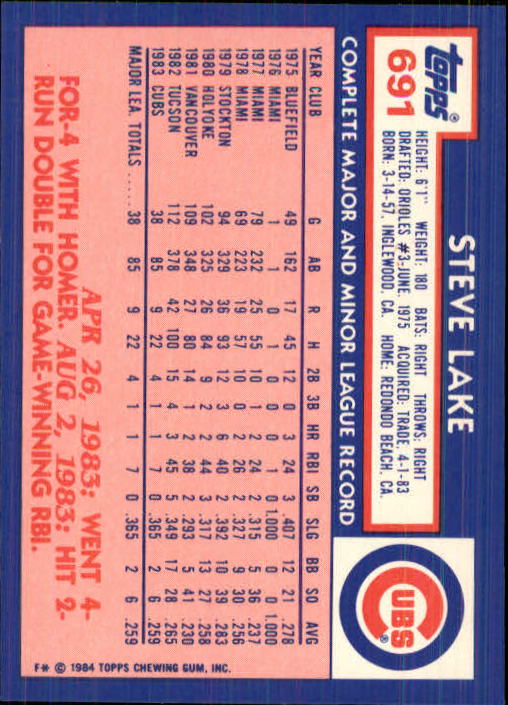 topps®
691
STEVE LAKE
HEIGHT: 6'1" WEIGHT: 180 BATS: RIGHT THROWS: RIGHT
DRAFTED: ORIOLES #3-JUNE, 1975 ACQUIRED: TRADE, 4-1-83
BORN: 3-14-57, INGLEWOOD, CA. HOME: REDONDO BEACH, CA.
CUBS
COMPLETE MAJOR AND MINOR LEAGUE RECORD
YEAR CLUB G AB R H 2B 3B HR RBI SB SLG BB SO AVG
1975 BLUEFIELD 49 162 17 45 12 0 3 24 3 .407 12 21 .278
1976 MIAMI 1 1 0 1 0 0 0 1 0 1.000 0 0 1.000
1977 MIAMI 79 232 25 55 10 1 2 24 2 .315 5 36 .237
1978 MIAMI 69 223 19 57 10 0 2 26 2 .327 9 30 .256
1979 STOCKTON 94 329 36 93 12 3 6 40 2 .392 10 39 .283
1980 HOLYOKE 102 325 26 84 9 2 2 44 3 .317 13 27 .258
1981 VANCOUVER 109 348 27 80 14 1 2 38 2 .293 5 41 .230
1982 TUCSON 112 378 42 100 15 4 3 45 5 .349 17 28 .265
1983 CUBS 38 85 9 22 4 1 1 7 0 .365 2 6 .259
MAJOR LEA. TOTALS ...... 38 85 9 22 4 1 1 7 0 .365 2 6 .259
APR 26, 1983: WENT 4-
FOR-4 WITH HOMER. AUG 2, 1983: HIT 2-
RUN DOUBLE FOR GAME-WINNING RBI.
F* © 1984 TOPPS CHEWING GUM, INC.